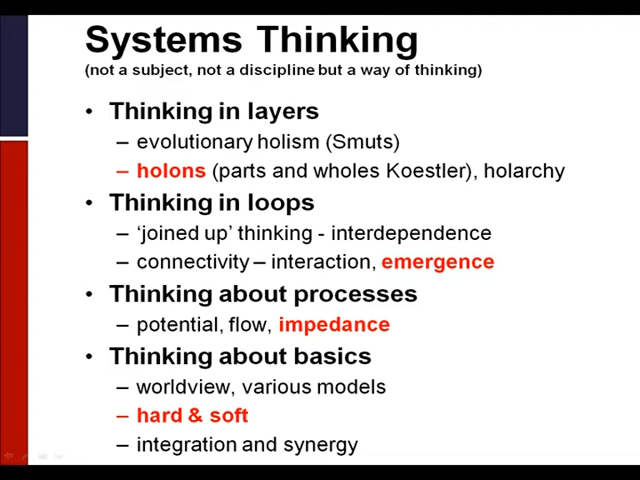 Systems Thinking
(not a subject, not a discipline but a way of thinking)
• Thinking in layers
– evolutionary holism (Smuts)
– holons (parts and wholes Koestler), holarchy
• Thinking in loops
– ‘joined up’ thinking - interdependence
– connectivity – interaction, emergence
• Thinking about processes
– potential, flow, impedance
• Thinking about basics
– worldview, various models
– hard & soft
– integration and synergy